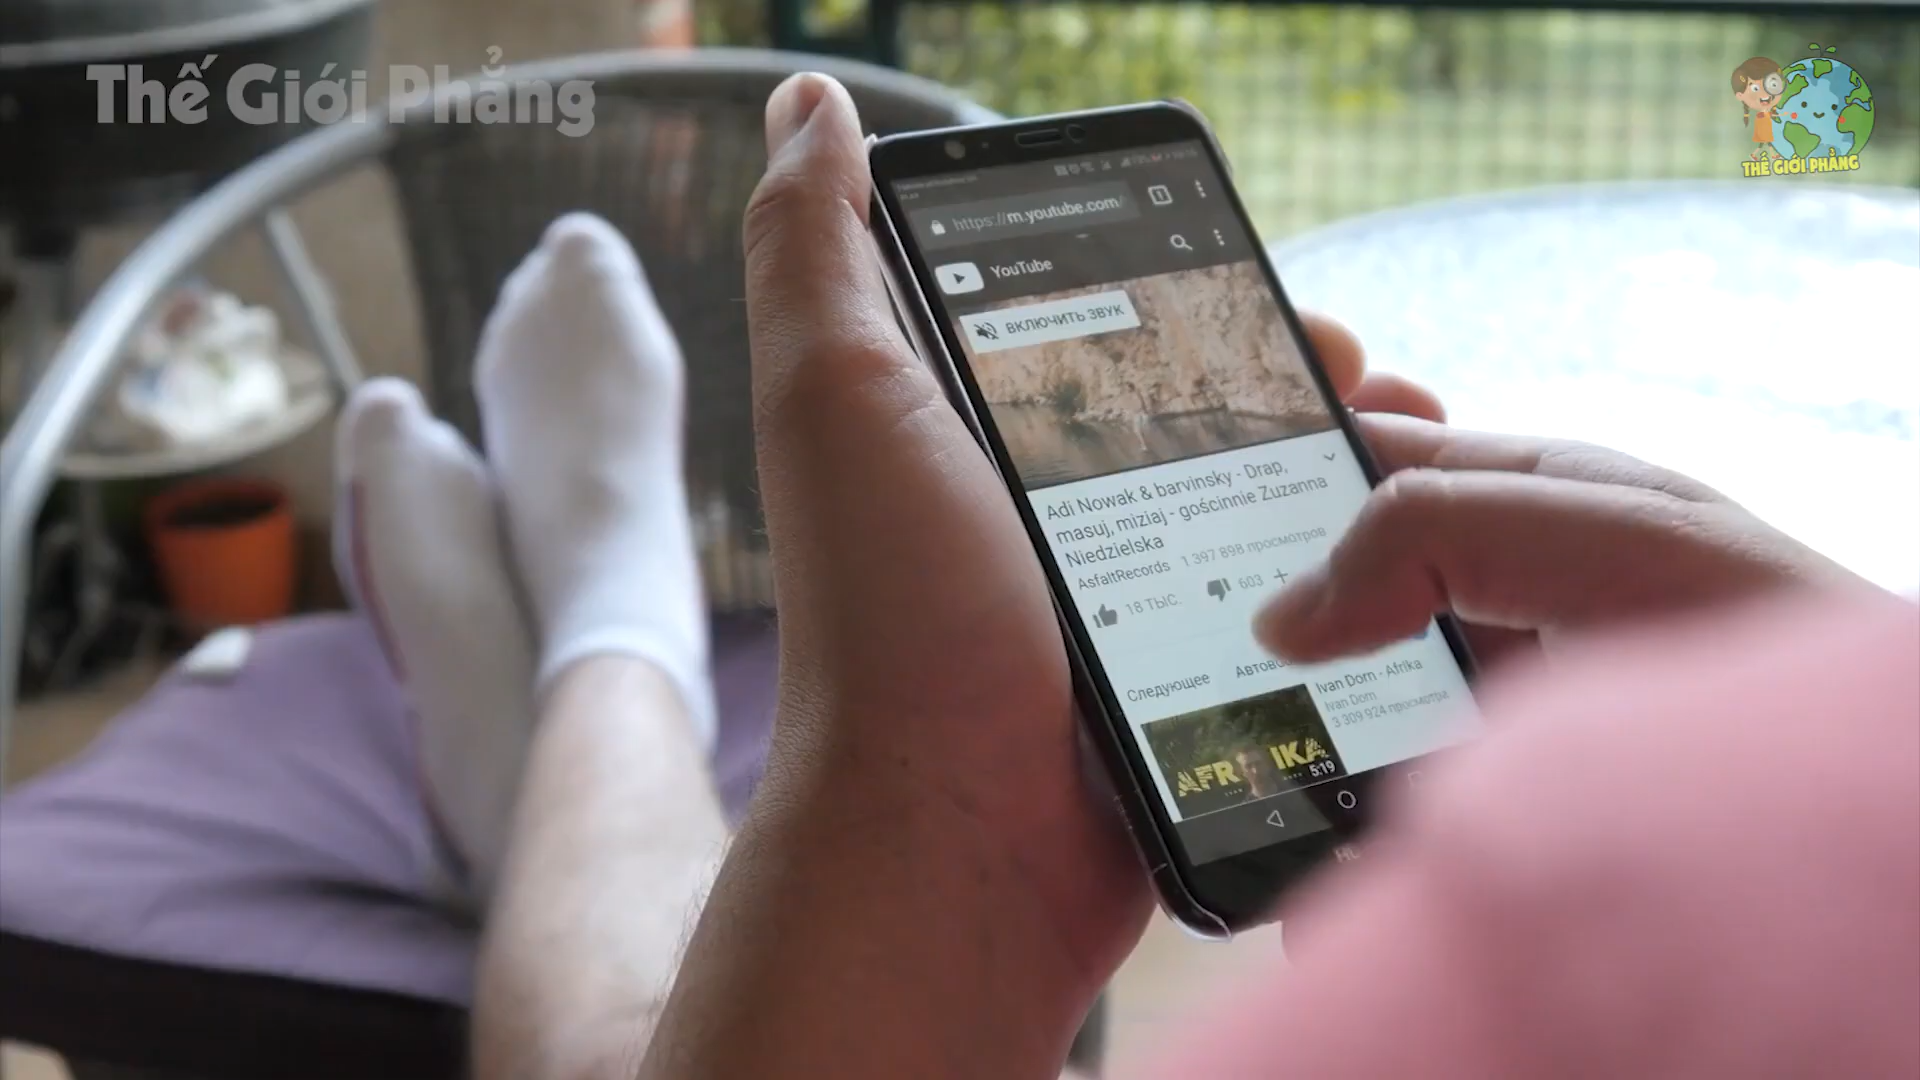 Thế Giới Phẳng
THẾ GIỚI PHẲNG
1
https://m.youtube.com/
YouTube
ВКЛЮЧИТЬ ЗВУК
Adi Nowak & barvinsky - Drap,
masuj, miziaj - gościnnie Zuzanna
Niedzielska
AsfaltRecords 1 397 898 просмотров
18 ТЫС. 603
Следующее
Ivan Dorn - Afrika
Ivan Dorn
3 309 924 просмотра
AFR IKA
5:19